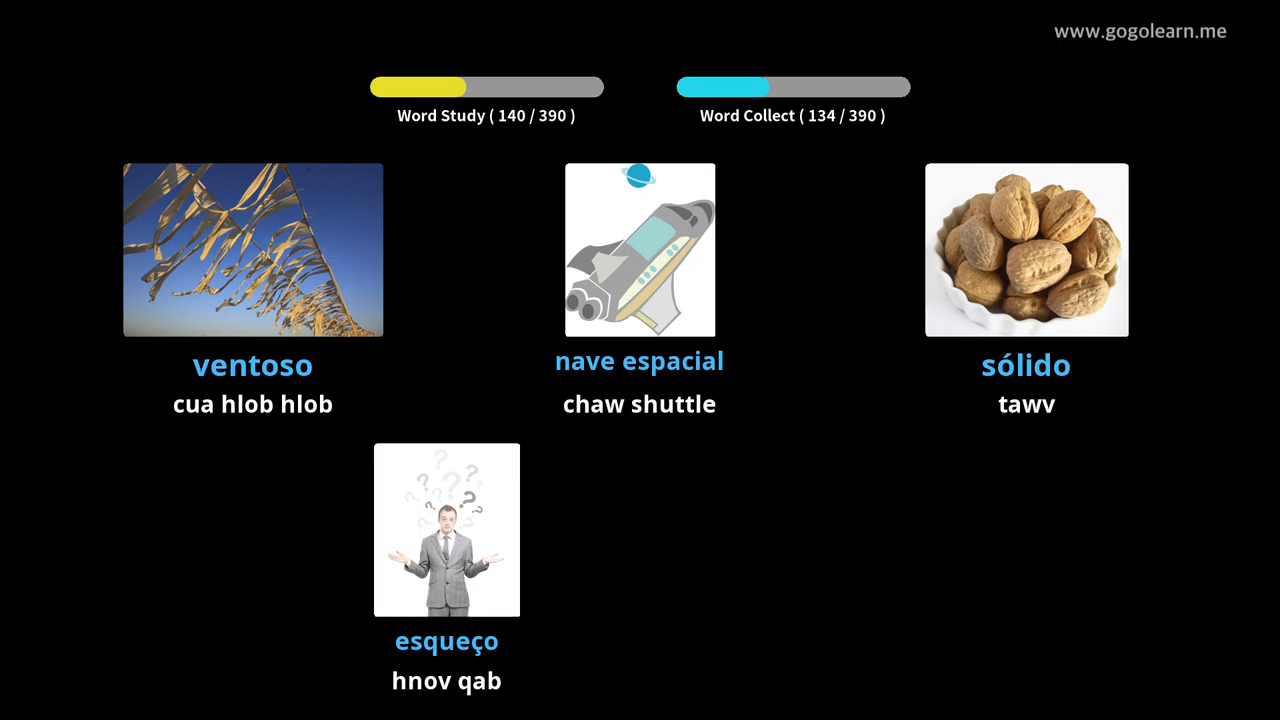 www.gogolearn.me
Word Study ( 140 / 390 )
Word Collect ( 134 / 390 )
ventoso
cua hlob hlob
nave espacial
chaw shuttle
sólido
tawv
esqueço
hnov qab